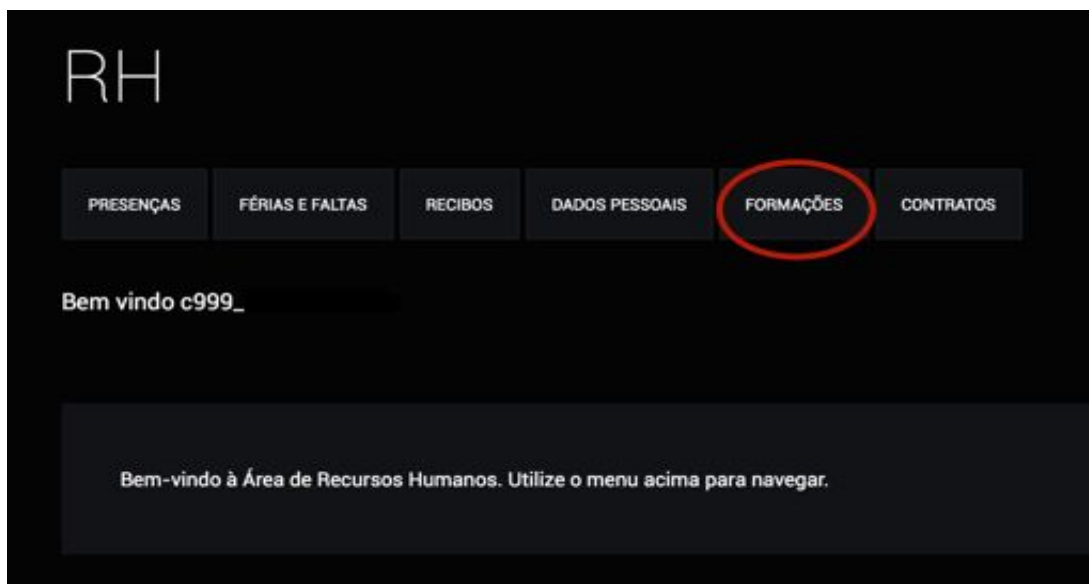 RH
PRESENÇAS FÉRIAS E FALTAS RECIBOS DADOS PESSOAIS FORMAÇÕES CONTRATOS
Bem vindo c999_
Bem-vindo à Área de Recursos Humanos. Utilize o menu acima para navegar.